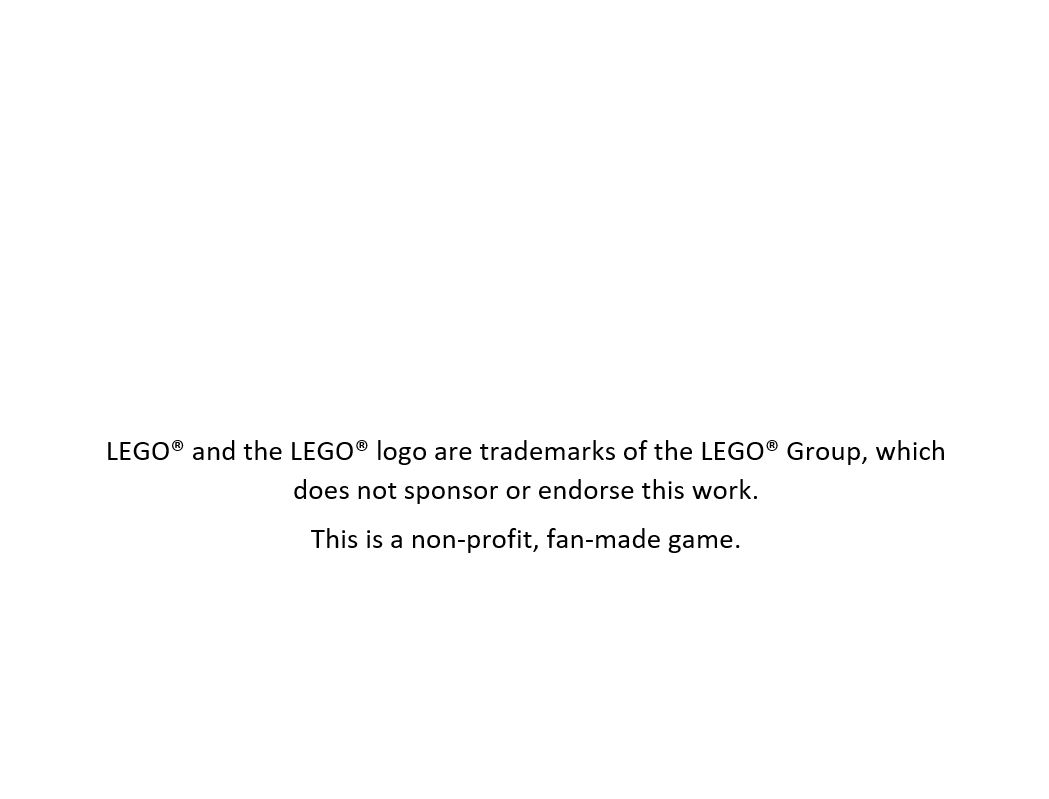 LEGO® and the LEGO® logo are trademarks of the LEGO® Group, which
does not sponsor or endorse this work.
This is a non-profit, fan-made game.